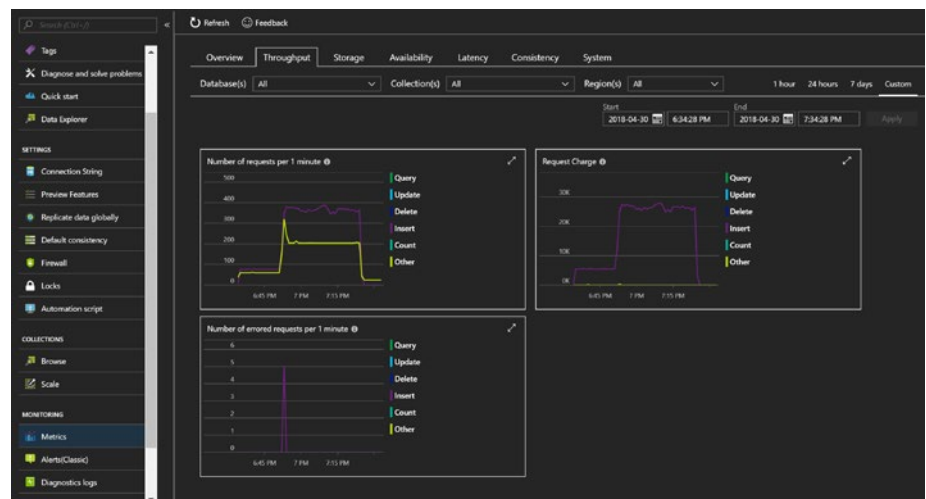 Search (Ctrl+/)
«
Refresh
Feedback
Tags
Diagnose and solve problems
Quick start
Data Explorer
SETTINGS
Connection String
Preview Features
Replicate data globally
Default consistency
Firewall
Locks
Automation script
COLLECTIONS
Browse
Scale
MONITORING
Metrics
Alerts(Classic)
Diagnostics logs
Overview Throughput Storage Availability Latency Consistency System
Database(s) All Collection(s) All Region(s) All 1 hour 24 hours 7 days Custom
Start End
2018-04-30 6:34:28 PM 2018-04-30 7:34:28 PM Apply
Number of requests per 1 minute
500
400
300
200
100
0
6:45 PM 7 PM 7:15 PM
Query
Update
Delete
Insert
Count
Other
Request Charge
30K
20K
10K
0K
6:45 PM 7 PM 7:15 PM
Query
Update
Delete
Insert
Count
Other
Number of errored requests per 1 minute
6
5
4
3
2
1
0
6:45 PM 7 PM 7:15 PM
Query
Update
Delete
Insert
Count
Other